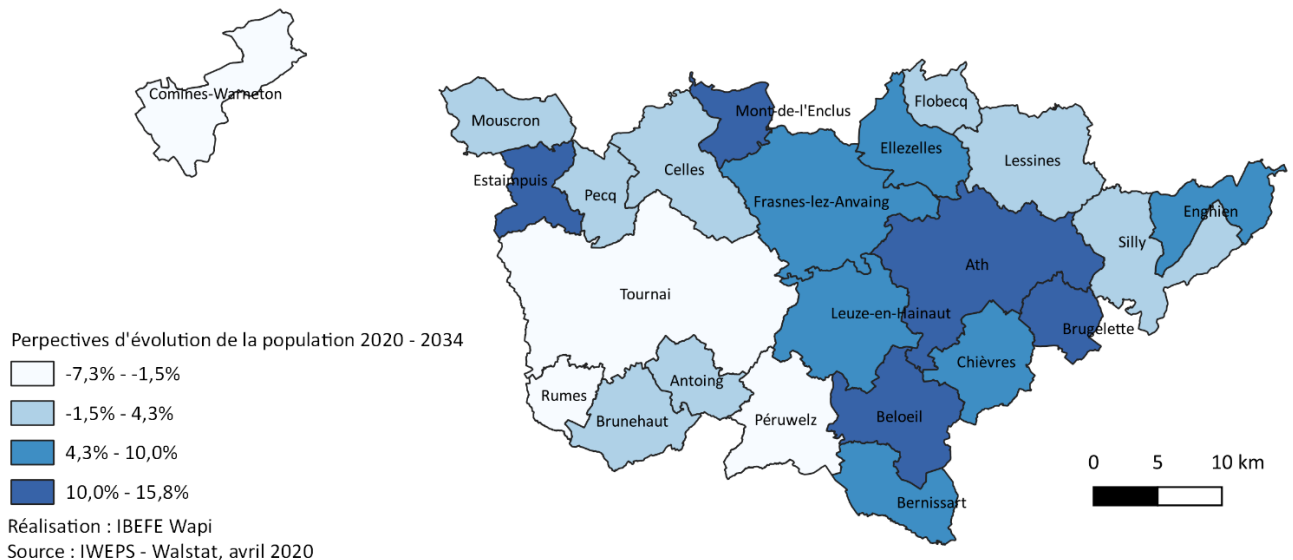 Comines-Warneton
Mouscron
Mont-de-l'Enclus
Flobecq
Ellezelles
Lessines
Estaimpuis
Pecq
Celles
Frasnes-lez-Anvaing
Enghien
Silly
Ath
Tournai
Leuze-en-Hainaut
Brugelette
Chièvres
Rumes
Antoing
Brunehaut
Péruwelz
Beloeil
Bernissart
Perpectives d'évolution de la population 2020 - 2034
-7,3% - -1,5%
-1,5% - 4,3%
4,3% - 10,0%
10,0% - 15,8%
0 5 10 km
Réalisation : IBEFE Wapi
Source : IWEPS - Walstat, avril 2020